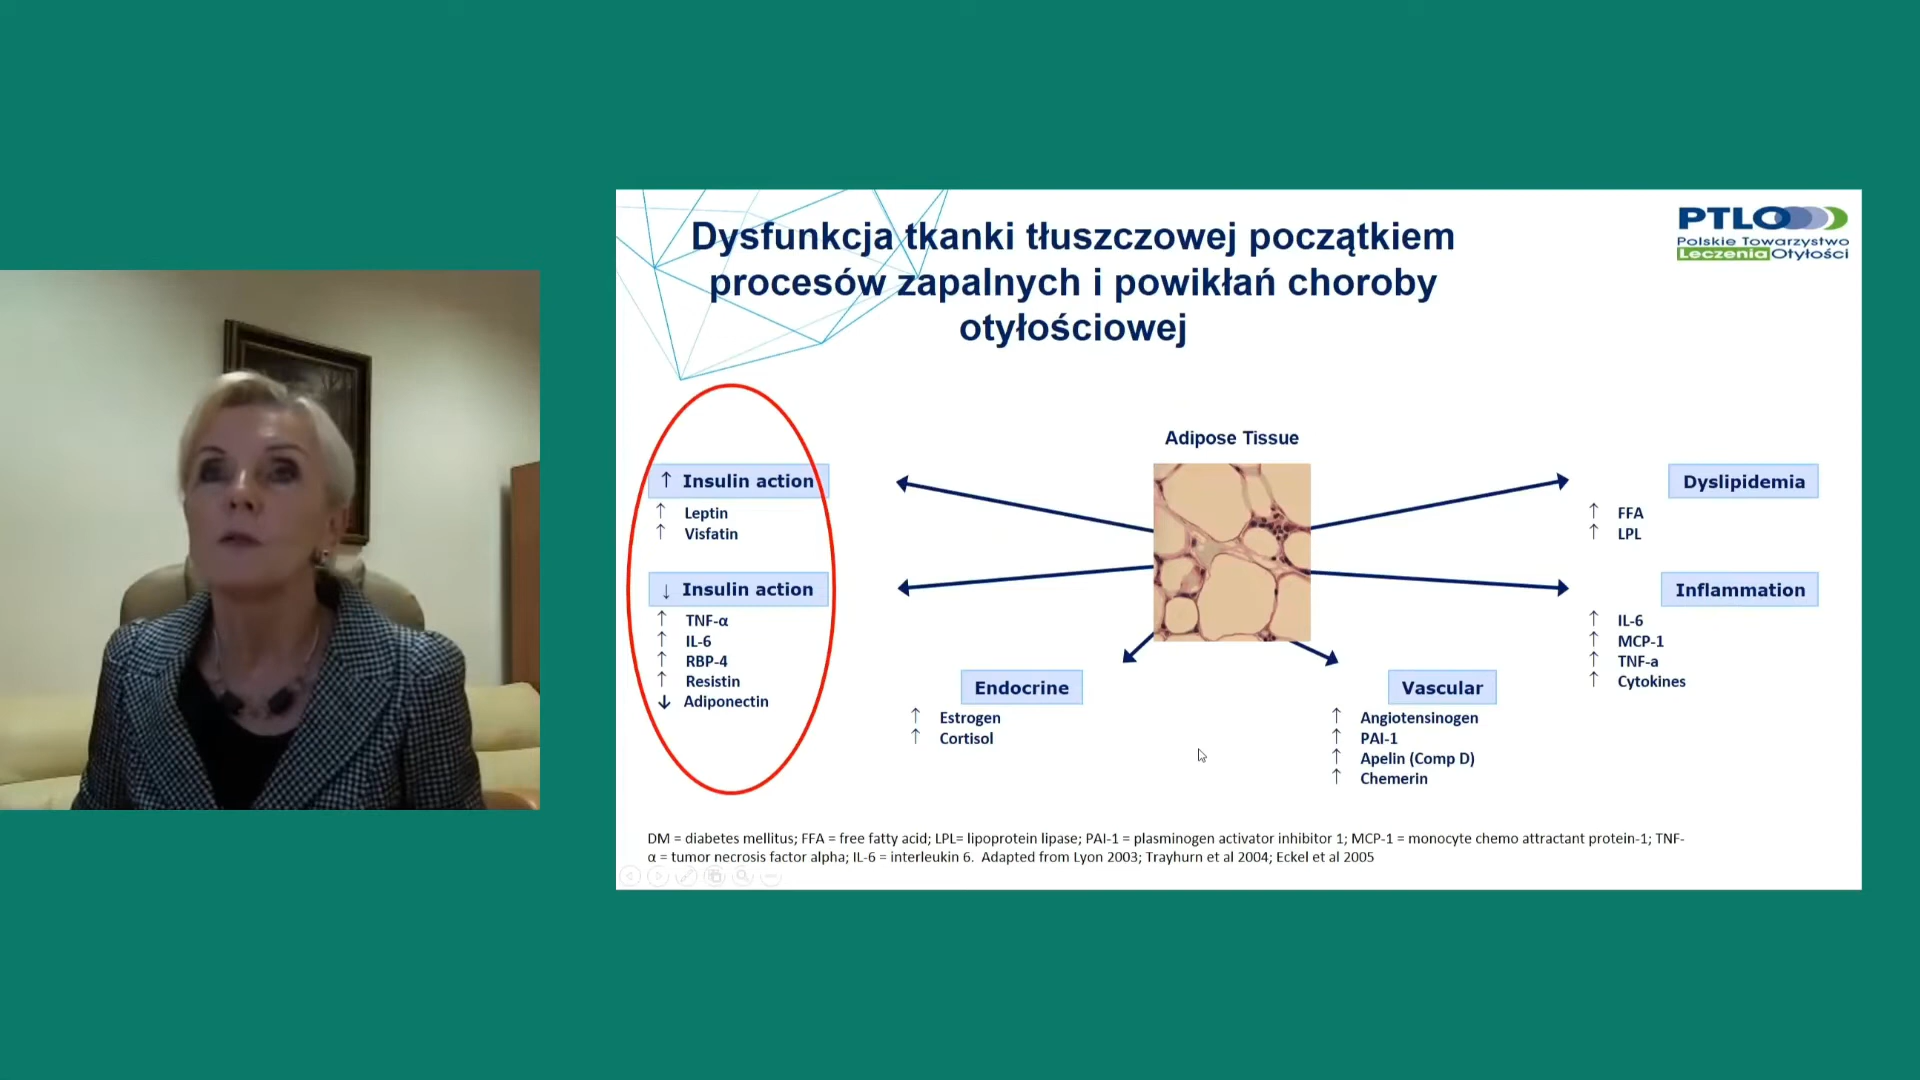 Dysfunkcja tkanki tłuszczowej początkiem
procesów zapalnych i powikłań choroby
otyłościowej
PTLO
Polskie Towarzystwo
Leczenia Otyłości
Adipose Tissue
↑ Insulin action
↑ Leptin
↑ Visfatin
↓ Insulin action
↑ TNF-α
↑ IL-6
↑ RBP-4
↑ Resistin
↓ Adiponectin
Endocrine
↑ Estrogen
↑ Cortisol
Vascular
↑ Angiotensinogen
↑ PAI-1
↑ Apelin (Comp D)
↑ Chemerin
Dyslipidemia
↑ FFA
↑ LPL
Inflammation
↑ IL-6
↑ MCP-1
↑ TNF-a
↑ Cytokines
DM = diabetes mellitus; FFA = free fatty acid; LPL= lipoprotein lipase; PAI-1 = plasminogen activator inhibitor 1; MCP-1 = monocyte chemo attractant protein-1; TNF-
α = tumor necrosis factor alpha; IL-6 = interleukin 6. Adapted from Lyon 2003; Trayhurn et al 2004; Eckel et al 2005